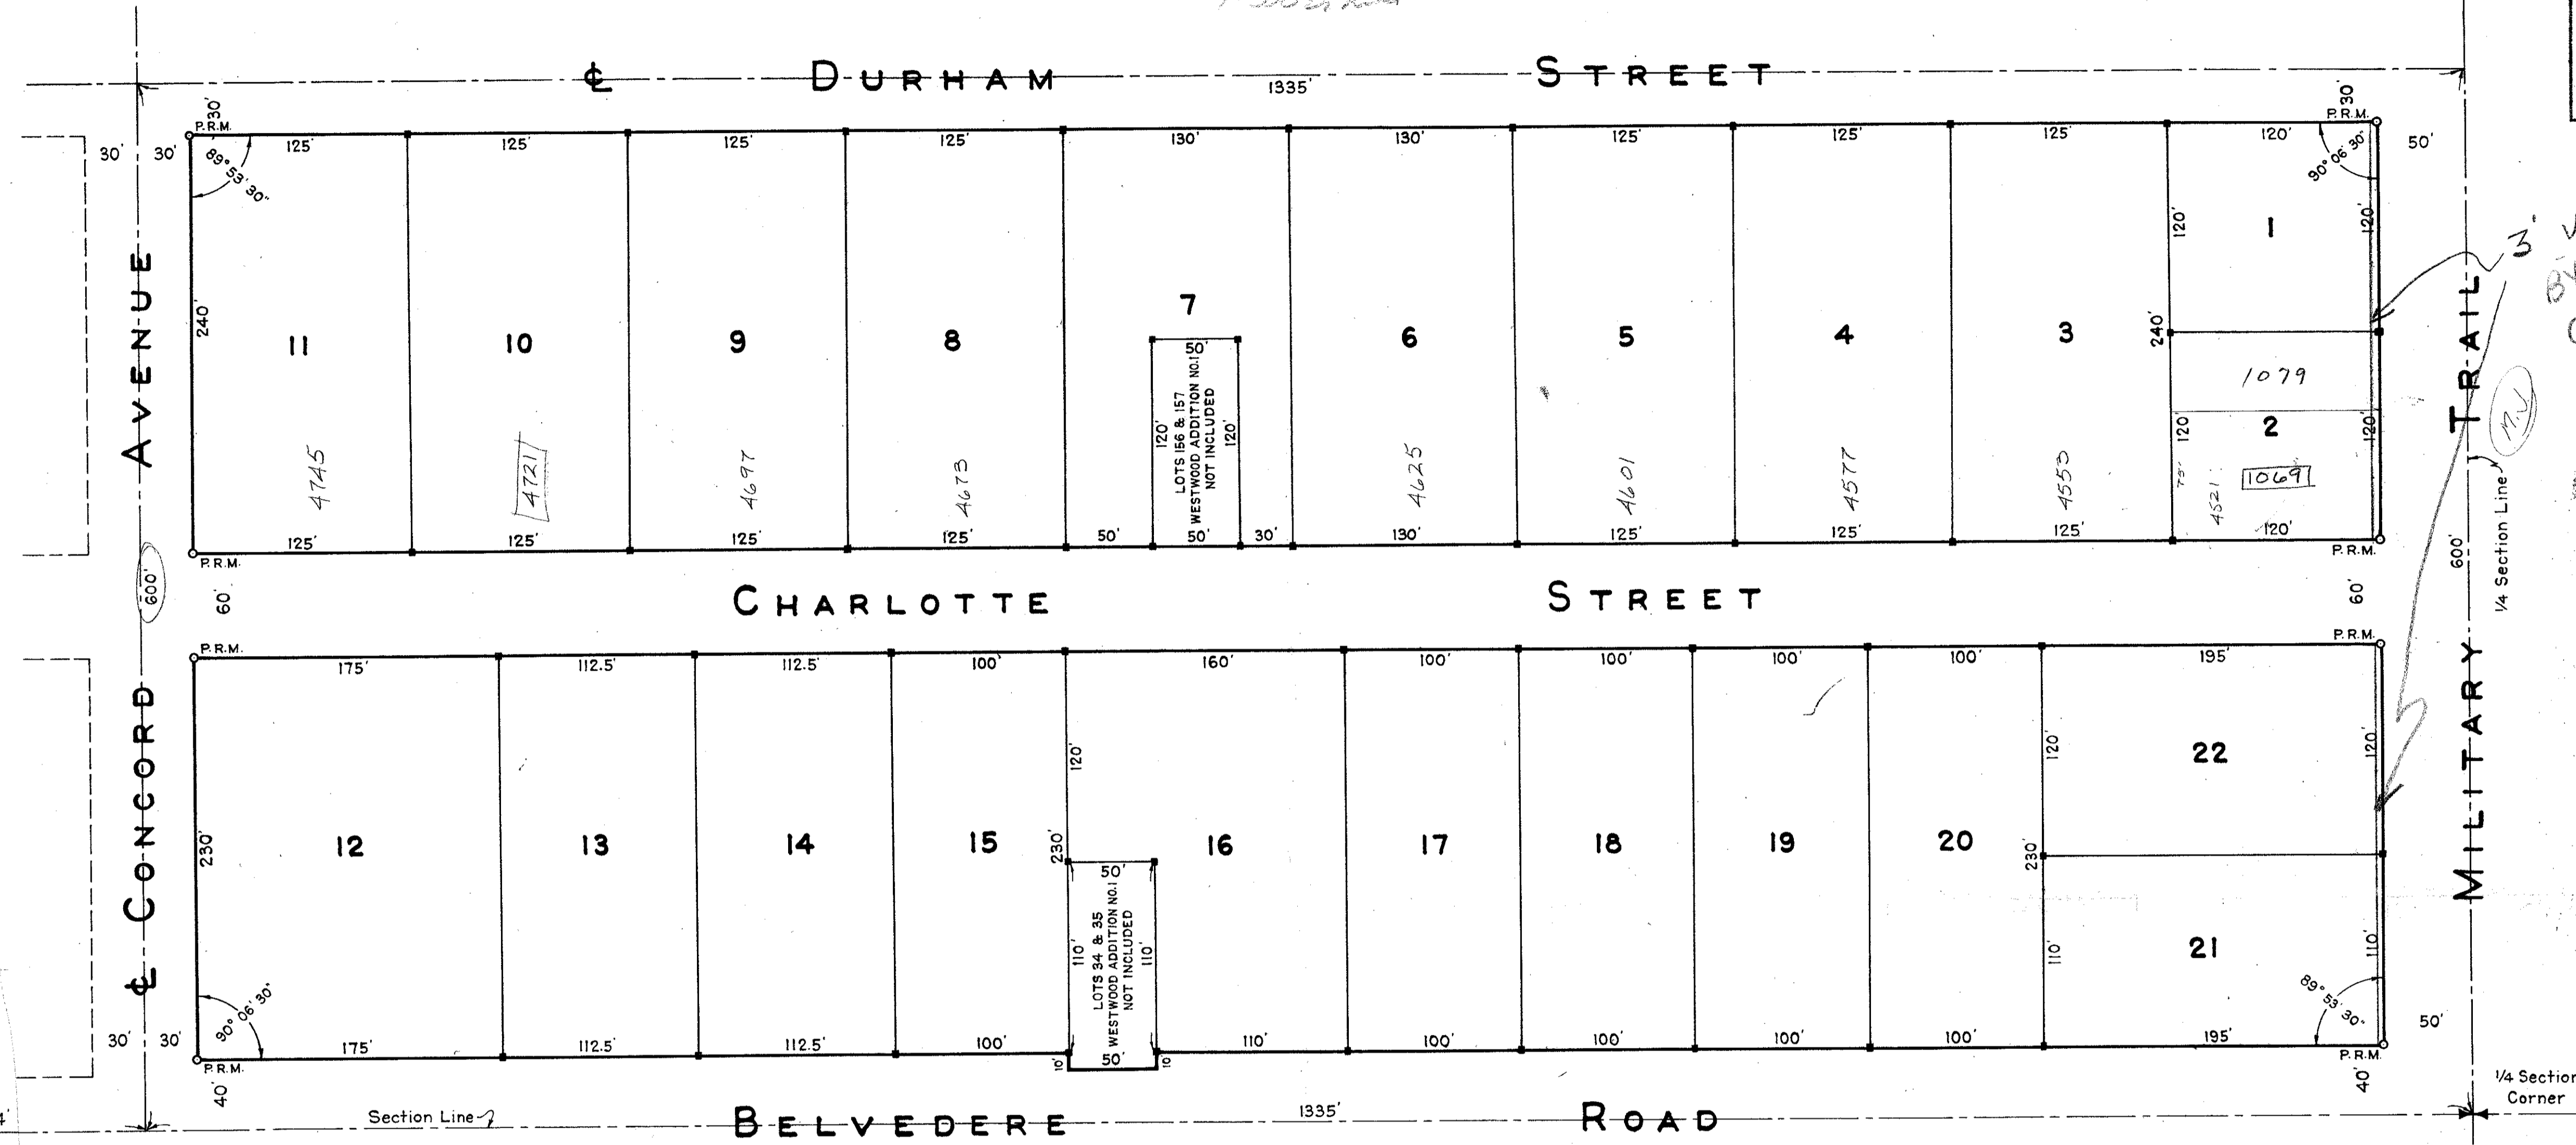 ℄ DURHAM STREET
1335'
30' 30'
P.R.M. P.R.M.
30' 30' 125' 125' 125' 125' 130' 130' 125' 125' 125' 120' 50'
89° 53' 30" 90° 06' 30"
120' 1 120'
3'
7
240' 11 10 9 8 50' 6 5 4 3 240'
LOTS 156 & 157
WESTWOOD ADDITION NO.1
NOT INCLUDED
120' 120'
1079
120' 2 120'
75'
4745 4721 4697 4673 4625 4601 4577 4553 4521 1069
M.V.
125' 125' 125' 125' 50' 50' 30' 130' 125' 125' 125' 120'
P.R.M. P.R.M.
℄ CONCORD AVENUE
600'
MILITARY TRAIL
600'
1/4 Section Line
60' CHARLOTTE STREET 60'
P.R.M. P.R.M.
175' 112.5' 112.5' 100' 160' 100' 100' 100' 100' 195'
120' 120' 22 120'
230' 12 13 14 15 230' 16 17 18 19 20 230'
50'
LOTS 34 & 35
WESTWOOD ADDITION NO.1
NOT INCLUDED
110' 110'
110' 21 110'
90° 06' 30" 89° 53' 30"
30' 30' 175' 112.5' 112.5' 100' 10' 50' 10' 110' 100' 100' 100' 100' 195' 50'
P.R.M. P.R.M.
40' 40'
1/4 Section
Corner
Section Line
1335'
BELVEDERE ROAD
4'